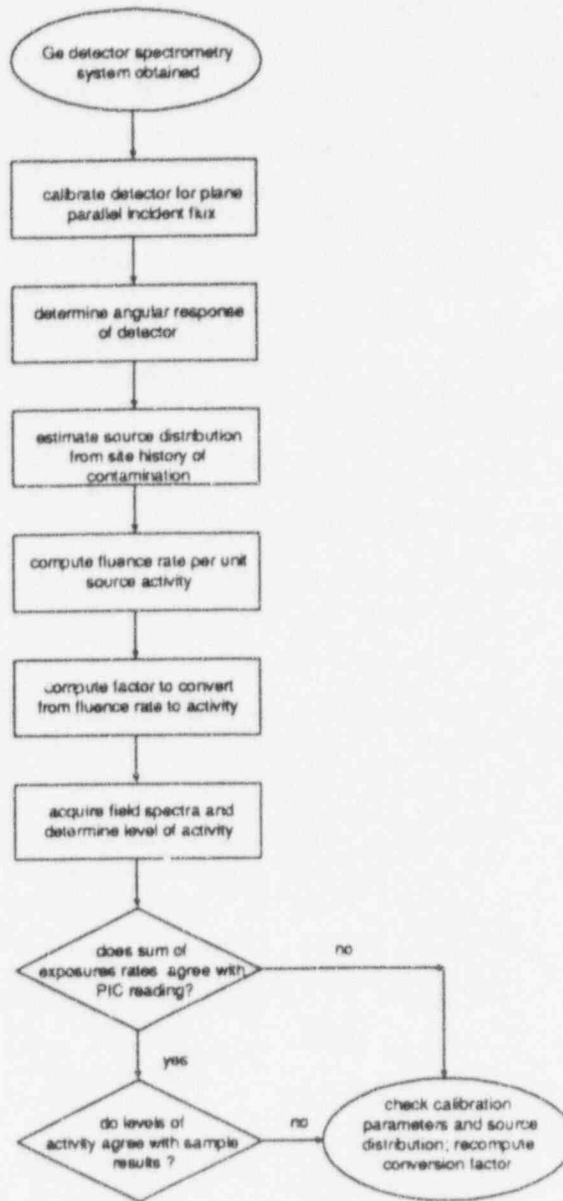 Ge detector spectrometry
system obtained
calibrate detector for plane
parallel incident flux
determine angular response
of detector
estimate source distribution
from site history of
contamination
compute fluence rate per unit
source activity
compute factor to convert
from fluence rate to activity
acquire field spectra and
determine level of activity
does sum of
exposures rates agree with
PIC reading?
no
yes
do levels of
activity agree with sample
results ?
no
check calibration
parameters and source
distribution; recompute
conversion factor